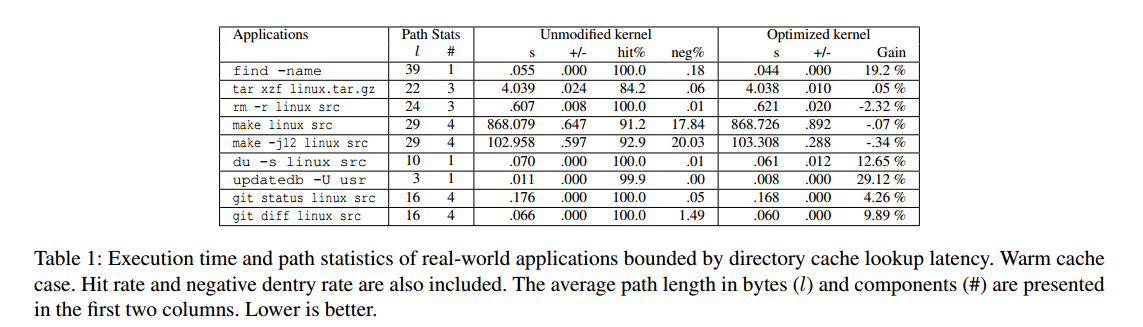 Applications Path Stats Unmodified kernel Optimized kernel
l # s +/- hit% neg% s +/- Gain
find -name 39 1 .055 .000 100.0 .18 .044 .000 19.2 %
tar xzf linux.tar.gz 22 3 4.039 .024 84.2 .06 4.038 .010 .05 %
rm -r linux src 24 3 .607 .008 100.0 .01 .621 .020 -2.32 %
make linux src 29 4 868.079 .647 91.2 17.84 868.726 .892 -.07 %
make -j12 linux src 29 4 102.958 .597 92.9 20.03 103.308 .288 -.34 %
du -s linux src 10 1 .070 .000 100.0 .01 .061 .012 12.65 %
updatedb -U usr 3 1 .011 .000 99.9 .00 .008 .000 29.12 %
git status linux src 16 4 .176 .000 100.0 .05 .168 .000 4.26 %
git diff linux src 16 4 .066 .000 100.0 1.49 .060 .000 9.89 %
Table 1: Execution time and path statistics of real-world applications bounded by directory cache lookup latency. Warm cache
case. Hit rate and negative dentry rate are also included. The average path length in bytes (l) and components (#) are presented
in the first two columns. Lower is better.